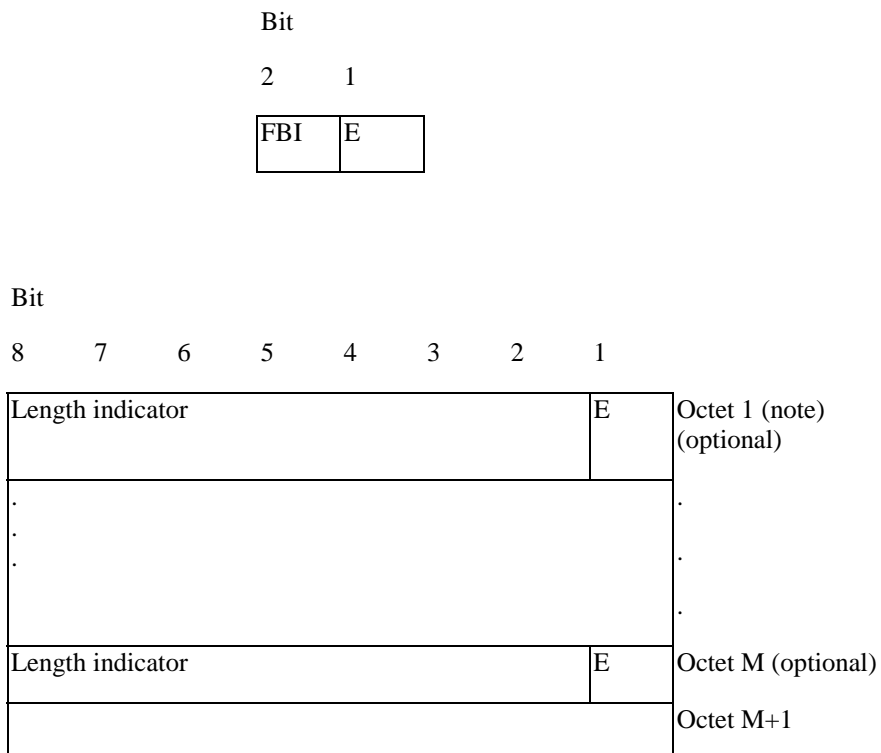 Bit
2 1
FBI E
Bit
8 7 6 5 4 3 2 1
Length indicator E Octet 1 (note)
(optional)
. .
. .
. .
Length indicator E Octet M (optional)
Octet M+1